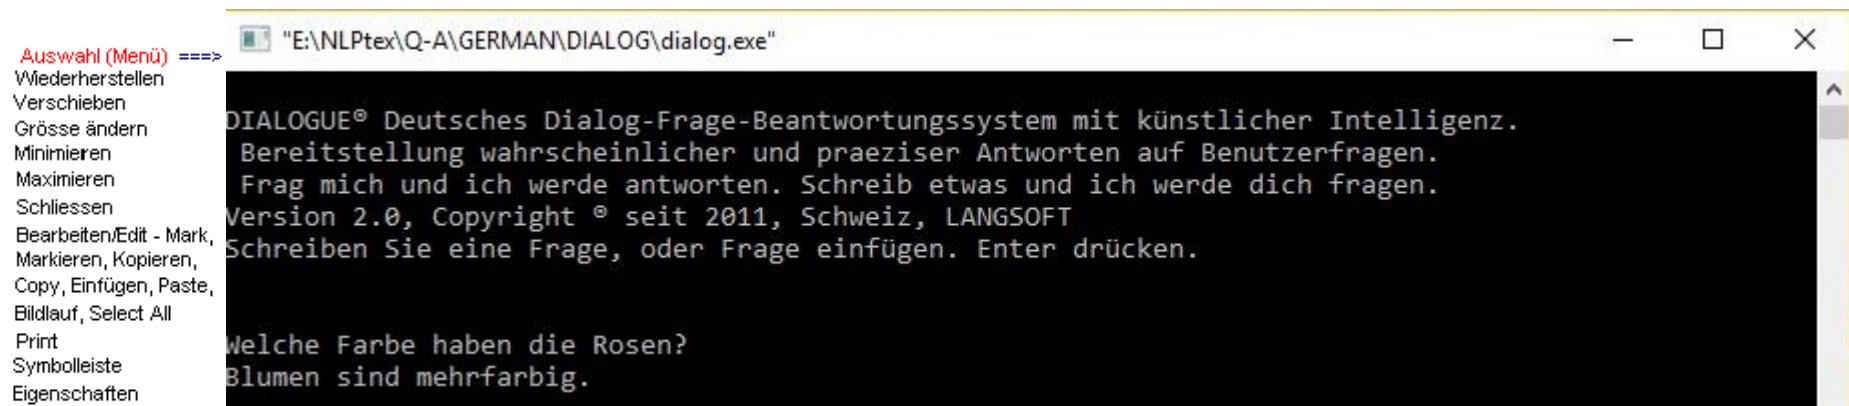 Auswahl (Menü) ===>
Wiederherstellen
Verschieben
Grösse ändern
Minimieren
Maximieren
Schliessen
Bearbeiten/Edit - Mark,
Markieren, Kopieren,
Copy, Einfügen, Paste,
Bildlauf, Select All
Print
Symbolleiste
Eigenschaften
"E:\NLPtex\Q-A\GERMAN\DIALOG\dialog.exe"
DIALOGUE® Deutsches Dialog-Frage-Beantwortungssystem mit künstlicher Intelligenz.
Bereitstellung wahrscheinlicher und praeziser Antworten auf Benutzerfragen.
Frag mich und ich werde antworten. Schreib etwas und ich werde dich fragen.
Version 2.0, Copyright ® seit 2011, Schweiz, LANGSOFT
Schreiben Sie eine Frage, oder Frage einfügen. Enter drücken.
Welche Farbe haben die Rosen?
Blumen sind mehrfarbig.